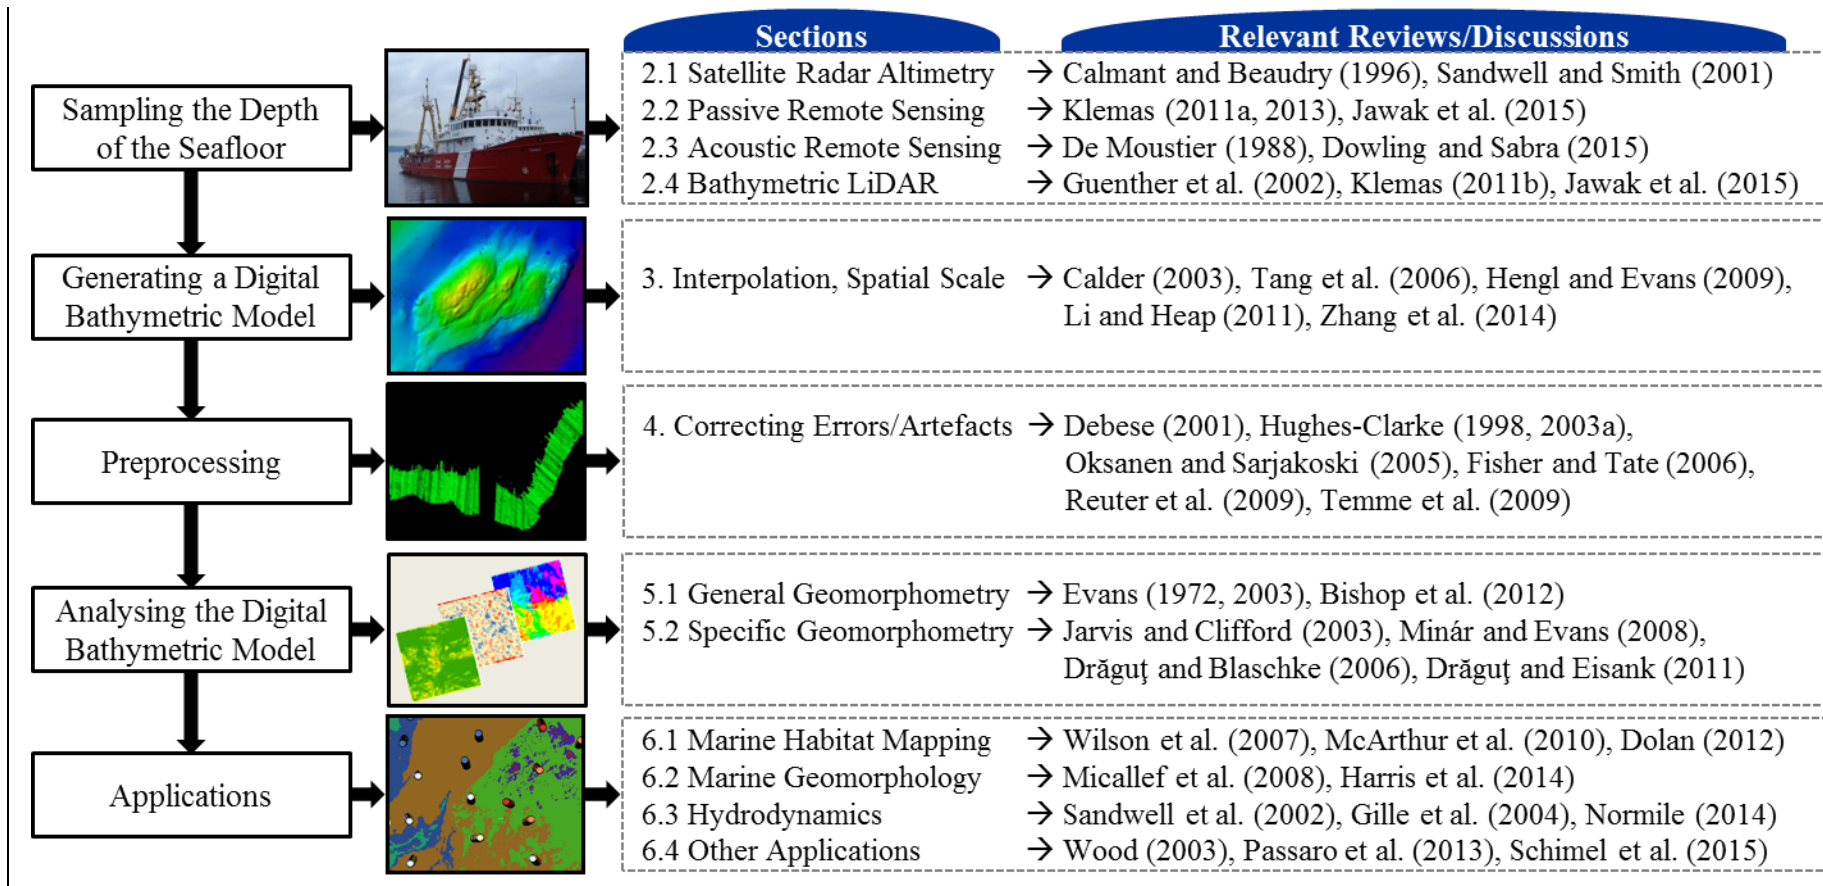 Sections
Relevant Reviews/Discussions
Sampling the Depth
of the Seafloor
2.1 Satellite Radar Altimetry → Calmant and Beaudry (1996), Sandwell and Smith (2001)
2.2 Passive Remote Sensing → Klemas (2011a, 2013), Jawak et al. (2015)
2.3 Acoustic Remote Sensing → De Moustier (1988), Dowling and Sabra (2015)
2.4 Bathymetric LiDAR → Guenther et al. (2002), Klemas (2011b), Jawak et al. (2015)
Generating a Digital
Bathymetric Model
3. Interpolation, Spatial Scale → Calder (2003), Tang et al. (2006), Hengl and Evans (2009),
Li and Heap (2011), Zhang et al. (2014)
Preprocessing
4. Correcting Errors/Artefacts → Debese (2001), Hughes-Clarke (1998, 2003a),
Oksanen and Sarjakoski (2005), Fisher and Tate (2006),
Reuter et al. (2009), Temme et al. (2009)
Analysing the Digital
Bathymetric Model
5.1 General Geomorphometry → Evans (1972, 2003), Bishop et al. (2012)
5.2 Specific Geomorphometry → Jarvis and Clifford (2003), Minár and Evans (2008),
Drăguţ and Blaschke (2006), Drăguţ and Eisank (2011)
Applications
6.1 Marine Habitat Mapping → Wilson et al. (2007), McArthur et al. (2010), Dolan (2012)
6.2 Marine Geomorphology → Micallef et al. (2008), Harris et al. (2014)
6.3 Hydrodynamics → Sandwell et al. (2002), Gille et al. (2004), Normile (2014)
6.4 Other Applications → Wood (2003), Passaro et al. (2013), Schimel et al. (2015)